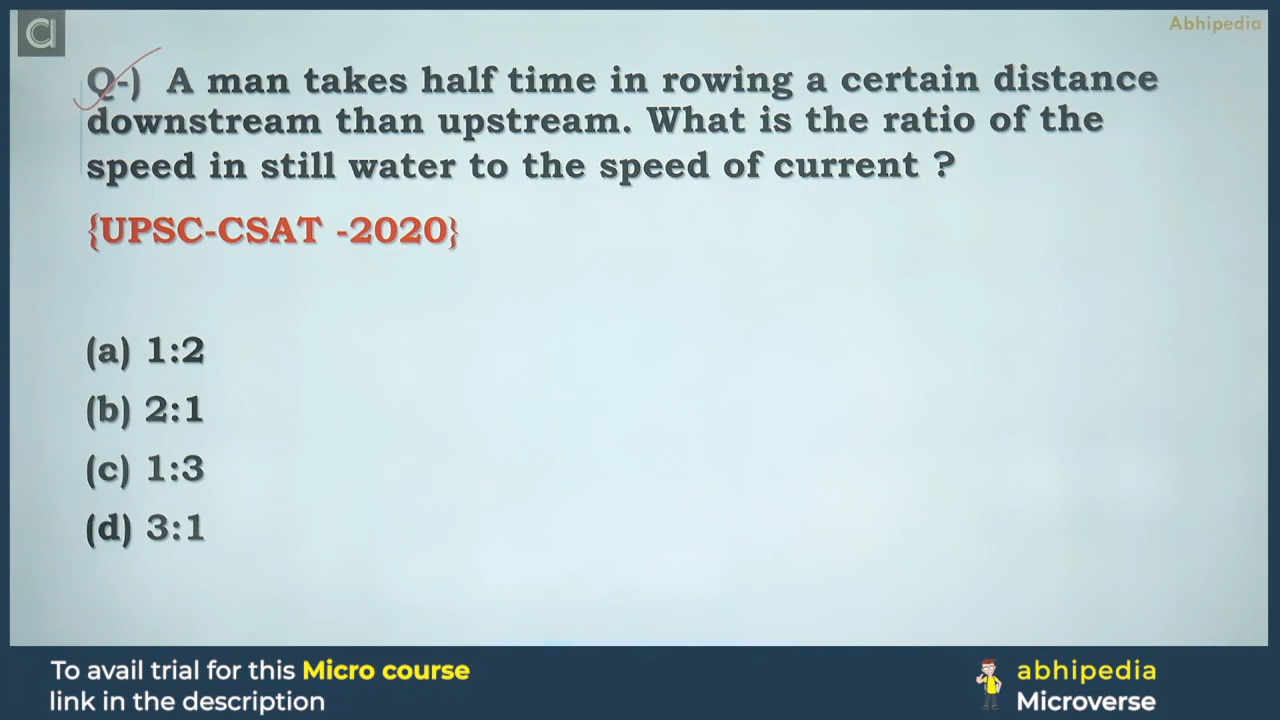 Abhipedia
Q-) A man takes half time in rowing a certain distance
downstream than upstream. What is the ratio of the
speed in still water to the speed of current ?
{UPSC-CSAT -2020}
(a) 1:2
(b) 2:1
(c) 1:3
(d) 3:1
To avail trial for this Micro course
link in the description
abhipedia
Microverse